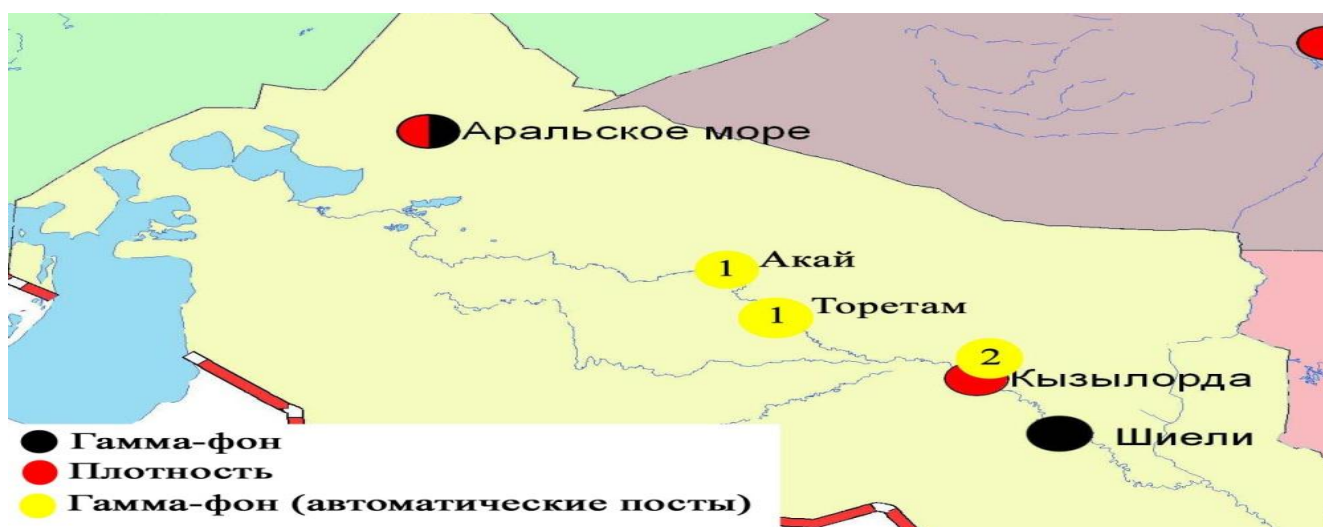 Аральское море
1 Акай
1 Торетам
2
Кызылорда
Шиели
Гамма-фон
Плотность
Гамма-фон (автоматические посты)